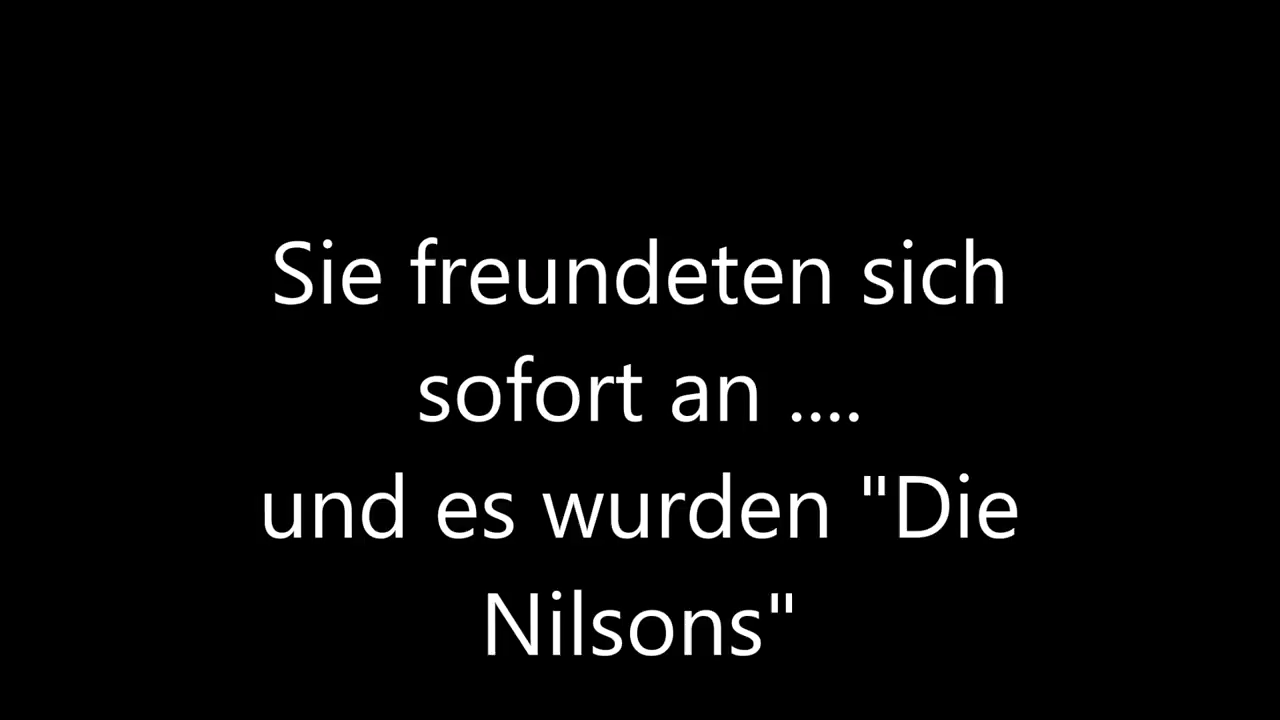 Sie freundeten sich
sofort an ....
und es wurden "Die
Nilsons"